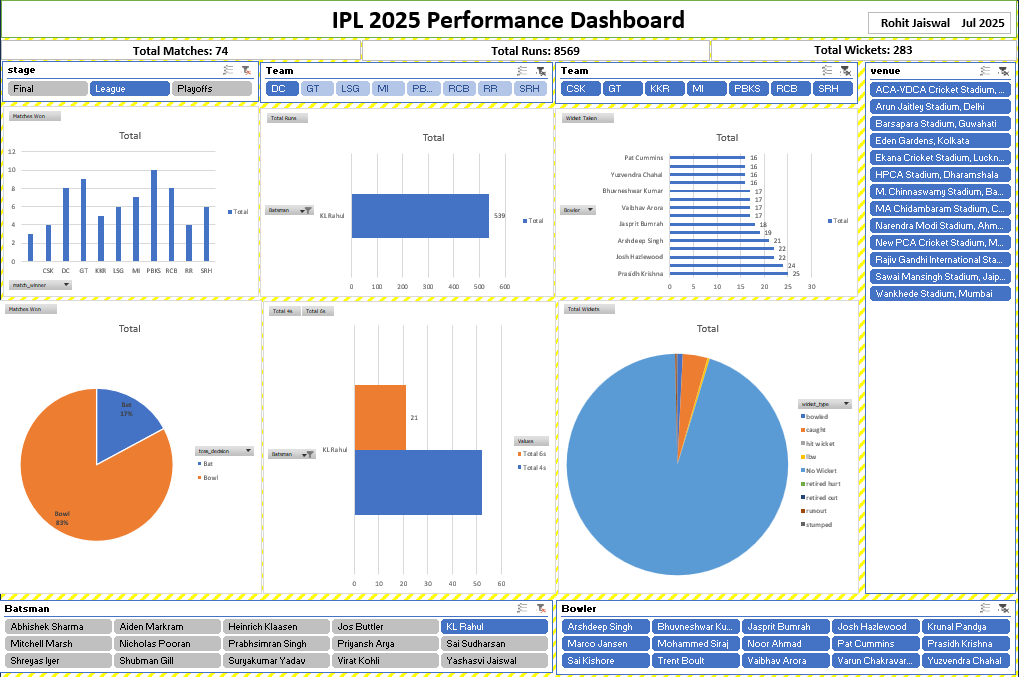 IPL 2025 Performance Dashboard
Rohit Jaiswal Jul 2025
Total Matches: 74
Total Runs: 8569
Total Wickets: 283
stage
Final
League
Playoffs
Team
DC
GT
LSG
MI
PB...
RCB
RR
SRH
Team
CSK
GT
KKR
MI
PBKS
RCB
SRH
venue
ACA-VDCA Cricket Stadium, ...
Arun Jaitley Stadium, Delhi
Barsapara Stadium, Guwahati
Eden Gardens, Kolkata
Ekana Cricket Stadium, Luckn...
HPCA Stadium, Dharamshala
M. Chinnaswamy Stadium, Ba...
MA Chidambaram Stadium, C...
Narendra Modi Stadium, Ahm...
New PCA Cricket Stadium, M...
Rajiv Gandhi International Sta...
Sawai Mansingh Stadium, Jaip...
Wankhede Stadium, Mumbai
Matches Won
Total
12
10
8
6
4
2
0
CSK DC GT KKR LSG MI PBKS RCB RR SRH
Total
match_winner
Total Runs
Total
Batsman
KL Rahul
539
Total
0 100 200 300 400 500 600
Wicket Taken
Total
Bowler
Pat Cummins 16
16
Yuzvendra Chahal 16
16
Bhuvneshwar Kumar 17
17
Vaibhav Arora 17
17
Jasprit Bumrah 18
19
Arshdeep Singh 21
22
Josh Hazlewood 22
24
Prasidh Krishna 25
Total
0 5 10 15 20 25 30
Matches Won
Total
Bat
17%
Bowl
83%
toss_decision
Bat
Bowl
Total 4s Total 6s
Batsman
KL Rahul
21
Values
Total 6s
Total 4s
0 10 20 30 40 50 60
Total Wickets
Total
wicket_type
bowled
caught
hit wicket
lbw
No Wicket
retired hurt
retired out
runout
stumped
Batsman
Abhishek Sharma
Aiden Markram
Heinrich Klaasen
Jos Buttler
KL Rahul
Mitchell Marsh
Nicholas Pooran
Prabhsimran Singh
Priyansh Arya
Sai Sudharsan
Shreyas Iyer
Shubman Gill
Suryakumar Yadav
Virat Kohli
Yashasvi Jaiswal
Bowler
Arshdeep Singh
Bhuvneshwar Ku...
Jasprit Bumrah
Josh Hazlewood
Krunal Pandya
Marco Jansen
Mohammed Siraj
Noor Ahmad
Pat Cummins
Prasidh Krishna
Sai Kishore
Trent Boult
Vaibhav Arora
Varun Chakravar...
Yuzvendra Chahal